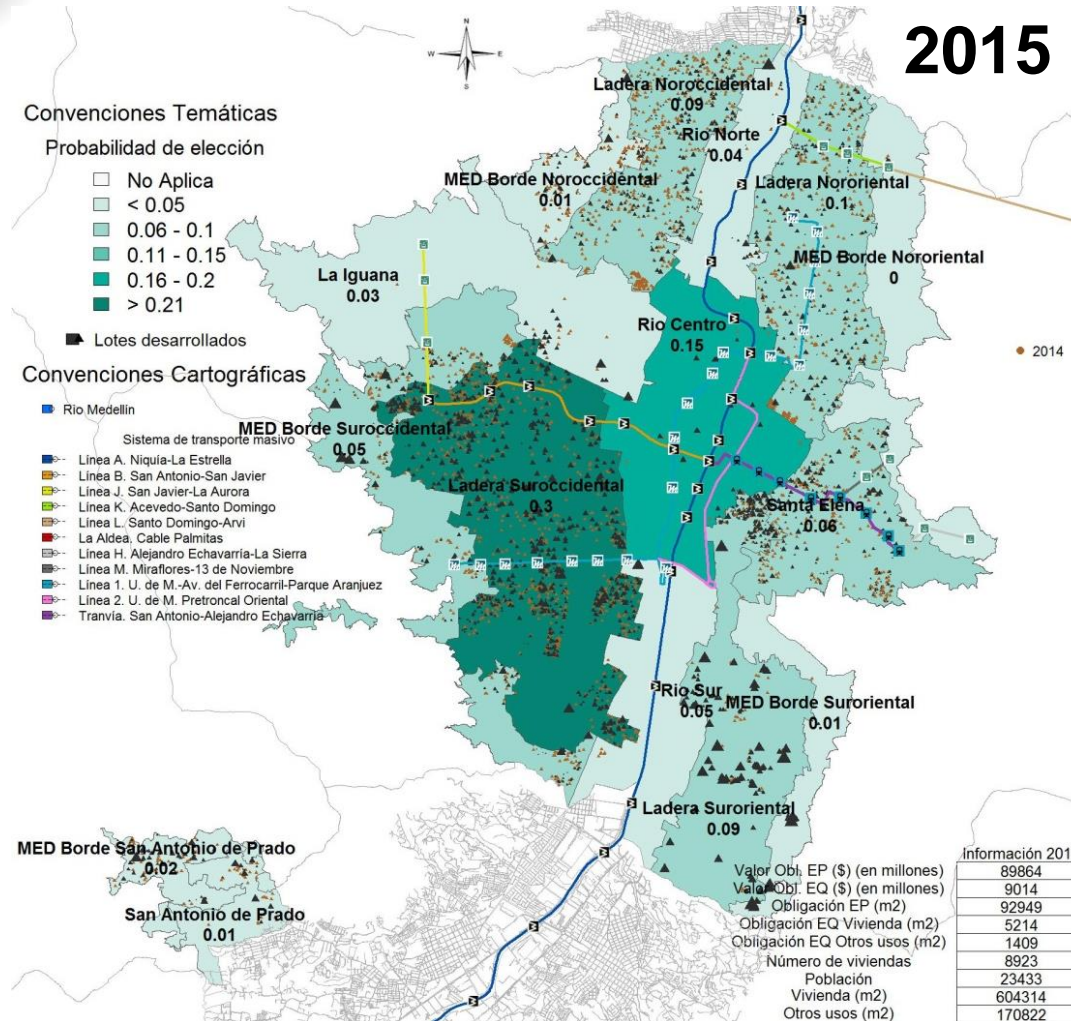 2015
Convenciones Temáticas
Probabilidad de elección
No Aplica
< 0.05
0.06 - 0.1
0.11 - 0.15
0.16 - 0.2
> 0.21
Lotes desarrollados
Convenciones Cartográficas
Rio Medellín
Sistema de transporte masivo
Línea A. Niquía-La Estrella
Línea B. San Antonio-San Javier
Línea J. San Javier-La Aurora
Línea K. Acevedo-Santo Domingo
Línea L. Santo Domingo-Arvi
La Aldea. Cable Palmitas
Línea H. Alejandro Echavarría-La Sierra
Línea M. Miraflores-13 de Noviembre
Línea 1. U. de M.-Av. del Ferrocarril-Parque Aranjuez
Línea 2. U. de M. Pretroncal Oriental
Tranvía. San Antonio-Alejandro Echavarria
N
W E
S
Ladera Noroccidental
0.09
Rio Norte
0.04
MED Borde Noroccidental
0.01
Ladera Nororiental
0.1
MED Borde Nororiental
0
La Iguana
0.03
Rio Centro
0.15
2014
MED Borde Suroccidental
0.05
Ladera Suroccidental
0.3
Santa Elena
0.06
Rio Sur
0.05
MED Borde Suroriental
0.01
Ladera Suroriental
0.09
MED Borde San Antonio de Prado
0.02
San Antonio de Prado
0.01
Información 201
Valor Obl. EP ($) (en millones) 89864
Valor Obl. EQ ($) (en millones) 9014
Obligación EP (m2) 92949
Obligación EQ Vivienda (m2) 5214
Obligación EQ Otros usos (m2) 1409
Número de viviendas 8923
Población 23433
Vivienda (m2) 604314
Otros usos (m2) 170822